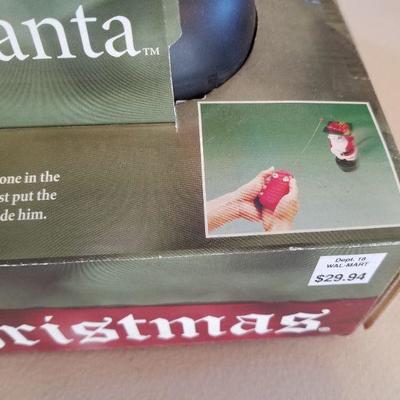 anta™
one in the
st put the
de him.
Dept. 18
WAL-MART
$29.94
ristmas®